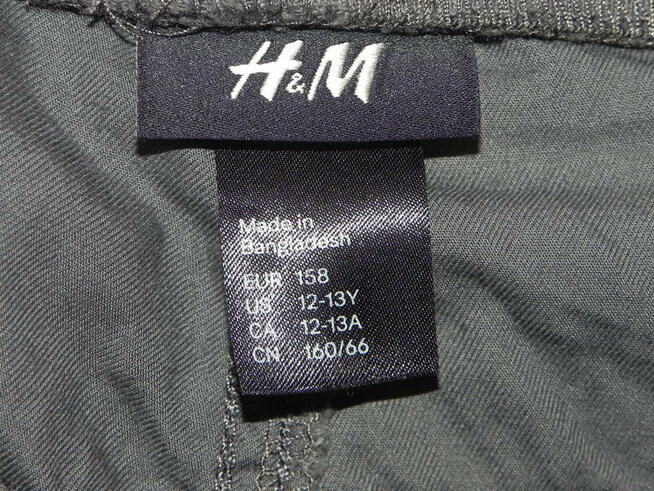 H&M
Made in
Bangladesh
EUR 158
US 12-13Y
CA 12-13A
CN 160/66